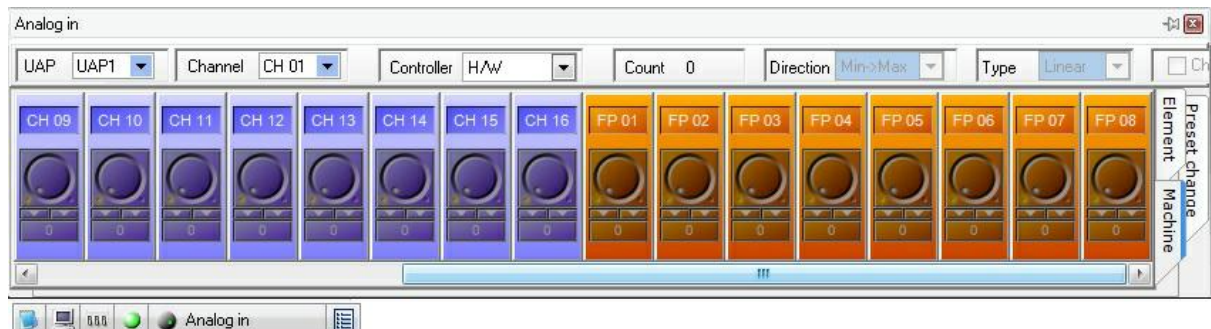 Analog in
UAP UAP1 Channel CH 01 Controller H/W Count 0 Direction Min->Max Type Linear Ch
CH 09 CH 10 CH 11 CH 12 CH 13 CH 14 CH 15 CH 16 FP 01 FP 02 FP 03 FP 04 FP 05 FP 06 FP 07 FP 08
0 0 0 0 0 0 0 0 0 0 0 0 0 0 0 0
Element
Machine
Preset change
Analog in